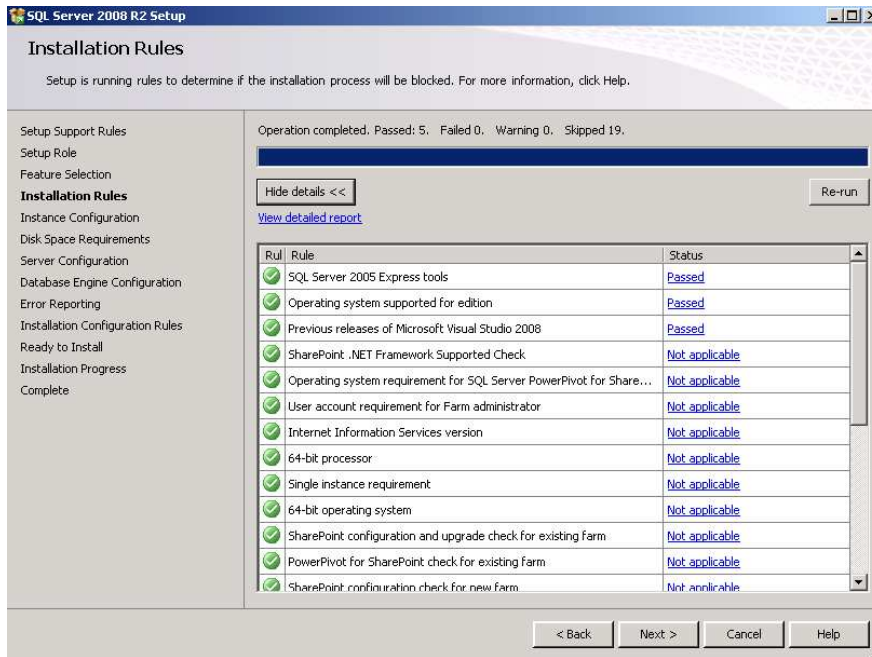 SQL Server 2008 R2 Setup
Installation Rules
Setup is running rules to determine if the installation process will be blocked. For more information, click Help.
Setup Support Rules
Setup Role
Feature Selection
Installation Rules
Instance Configuration
Disk Space Requirements
Server Configuration
Database Engine Configuration
Error Reporting
Installation Configuration Rules
Ready to Install
Installation Progress
Complete
Operation completed. Passed: 5. Failed 0. Warning 0. Skipped 19.
Hide details <<
Re-run
View detailed report
Rul Rule Status
SQL Server 2005 Express tools Passed
Operating system supported for edition Passed
Previous releases of Microsoft Visual Studio 2008 Passed
SharePoint .NET Framework Supported Check Not applicable
Operating system requirement for SQL Server PowerPivot for Share... Not applicable
User account requirement for Farm administrator Not applicable
Internet Information Services version Not applicable
64-bit processor Not applicable
Single instance requirement Not applicable
64-bit operating system Not applicable
SharePoint configuration and upgrade check for existing farm Not applicable
PowerPivot for SharePoint check for existing farm Not applicable
SharePoint configuration check for new farm Not applicable
< Back Next > Cancel Help